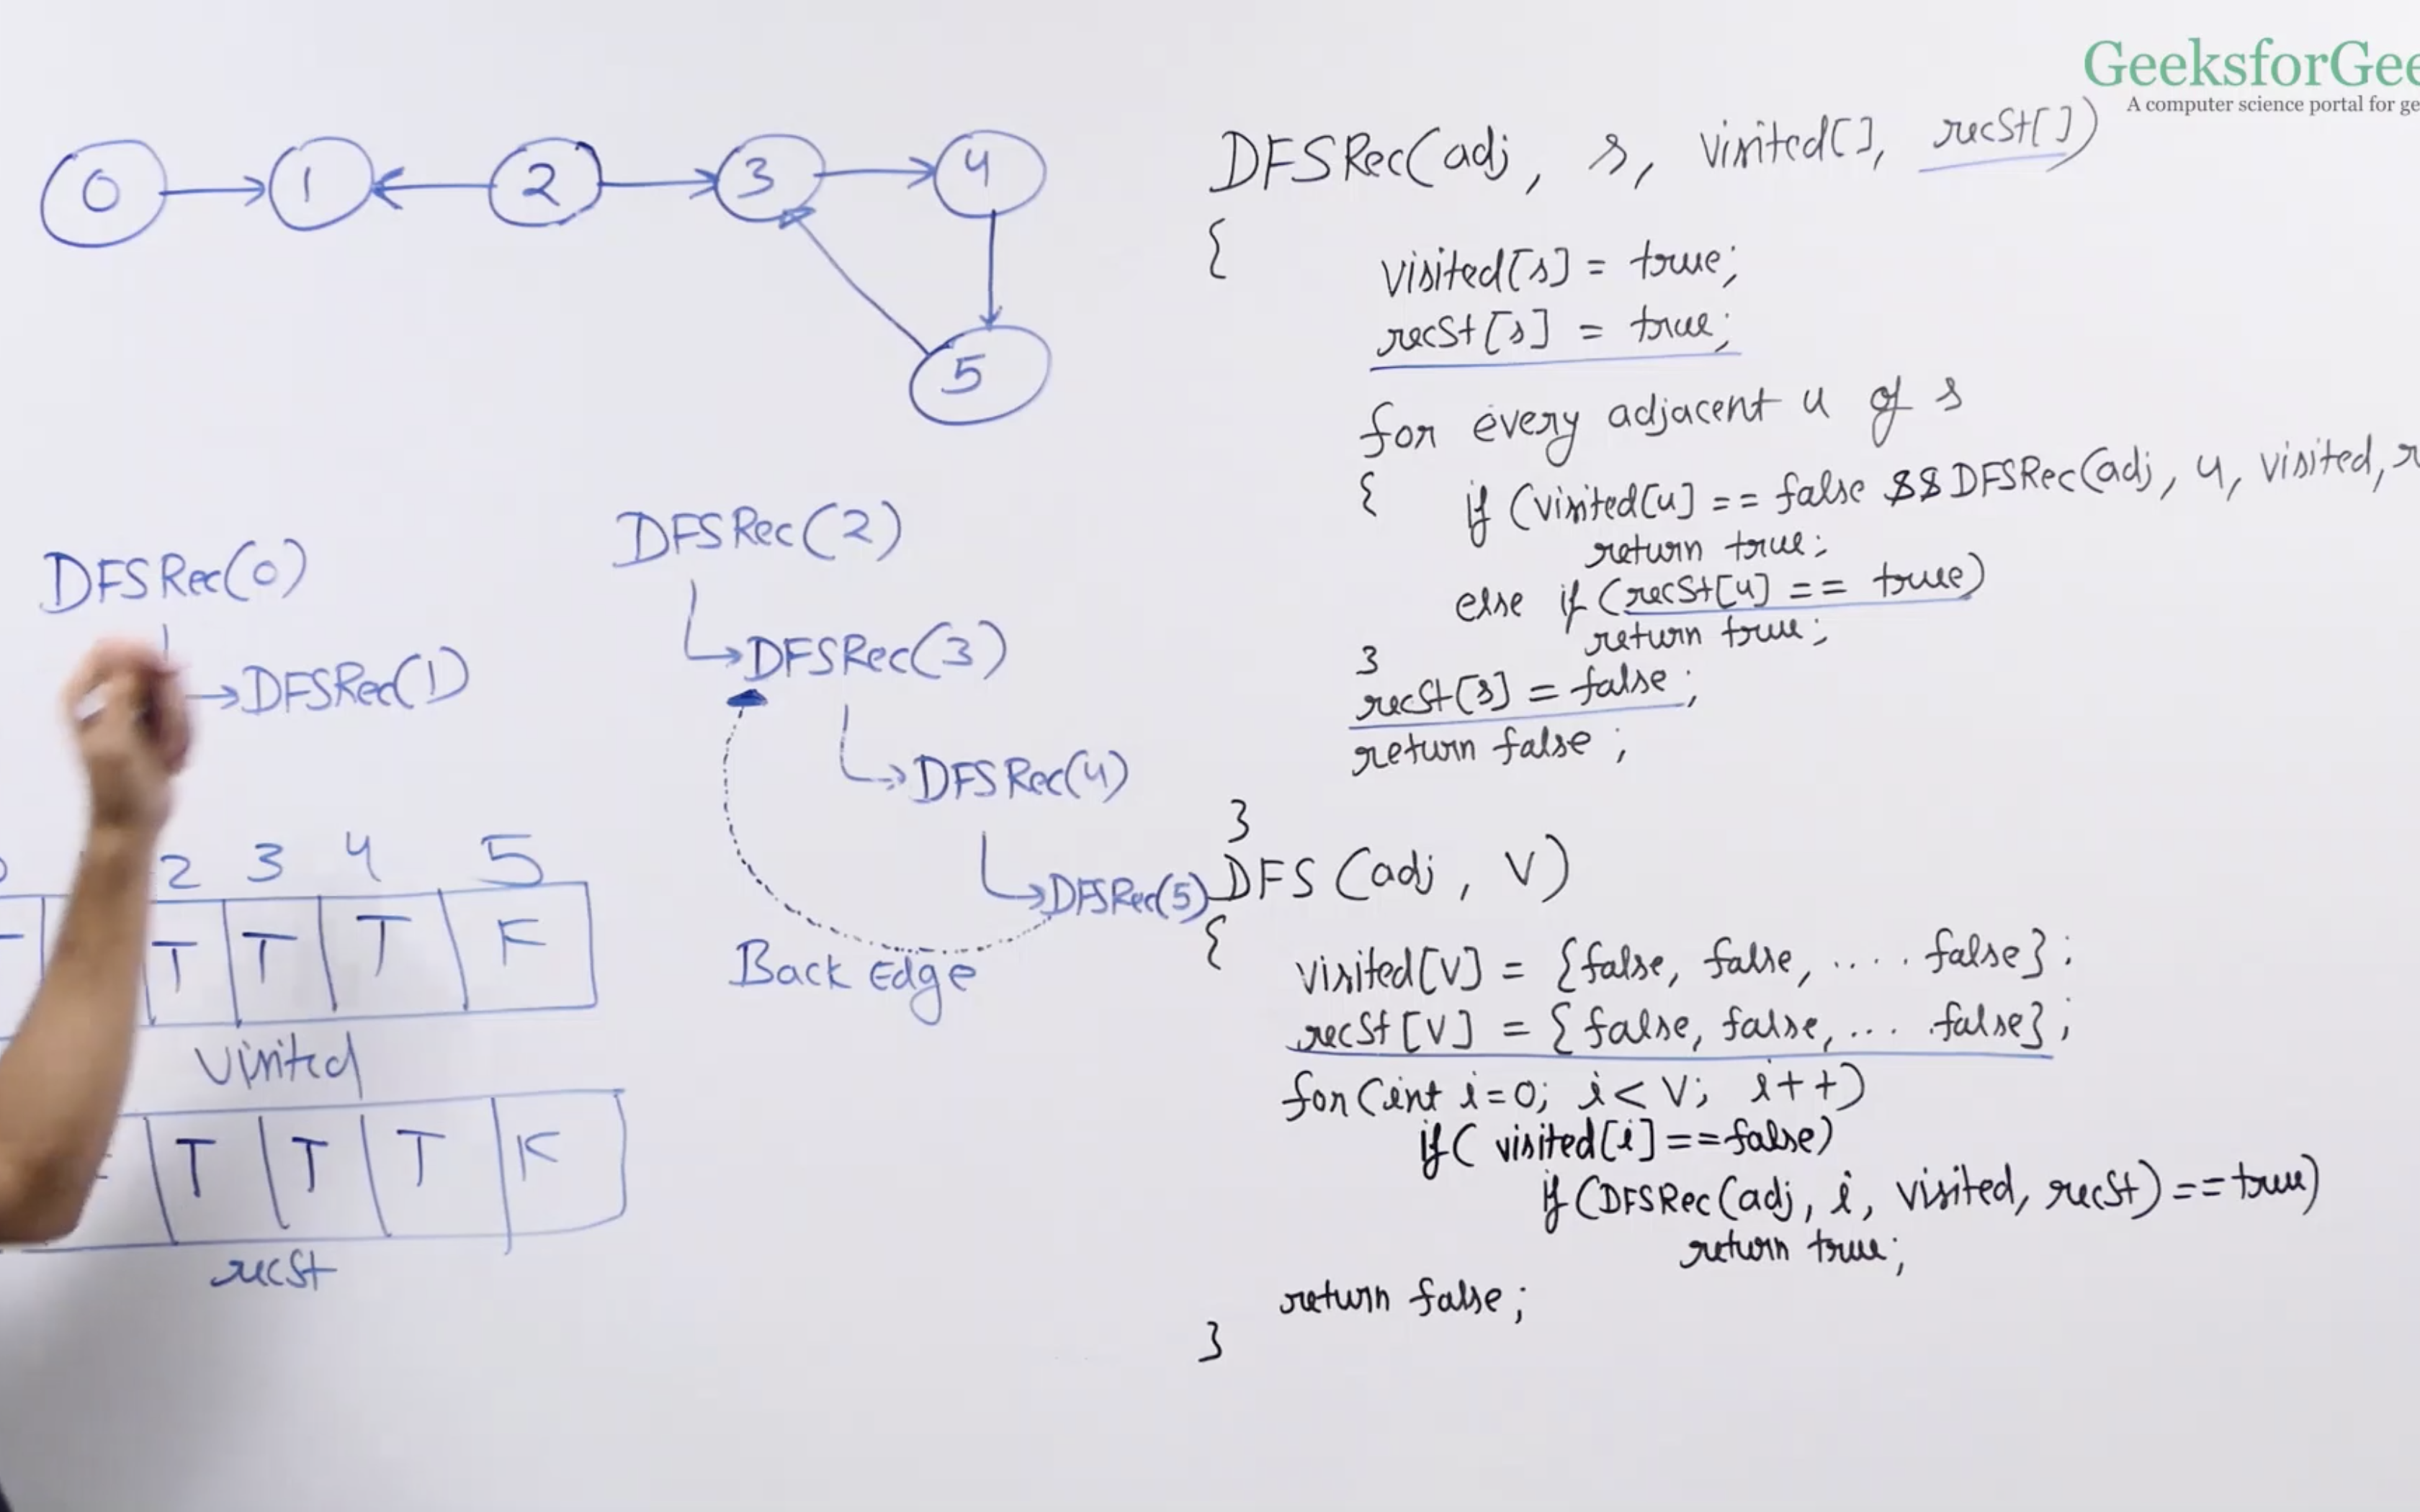 GeeksforGee
A computer science portal for ge
0 1 2 3 4
5
DFSRec(0)
DFSRec(1)
DFSRec(2)
DFSRec(3)
DFSRec(4)
DFSRec(5)
Back Edge
2 3 4 5
T T T F
visited
T T T F
recSt
DFSRec(adj, s, visited[], recSt[])
{
visited[s] = true;
recSt[s] = true;
for every adjacent u of s
{ if (visited[u] == false && DFSRec(adj, u, visited, r
return true;
else if (recSt[u] == true)
return true;
}
recSt[s] = false;
return false;
}
DFS(adj, V)
{
visited[V] = {false, false, .... false};
recSt[V] = {false, false, ... false};
for(int i=0; i<V; i++)
if( visited[i]==false)
if(DFSRec(adj, i, visited, recSt)==true)
return true;
return false;
}